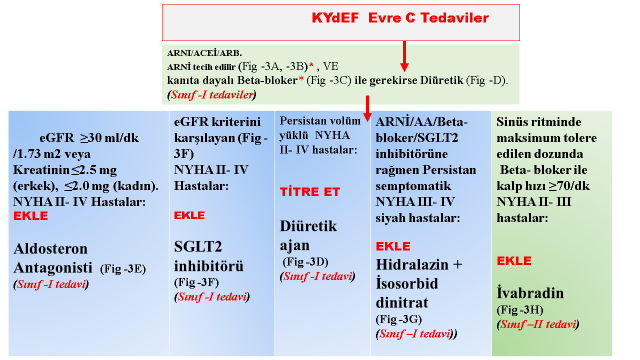 KYdEF Evre C Tedaviler
ARNI/ACEİ/ARB.
ARNİ tecih edilir (Fig -3A, -3B)* , VE
kanıta dayalı Beta-bloker* (Fig -3C) ile gerekirse Diüretik (Fig -D).
(Sınıf -I tedaviler)
eGFR ≥30 ml/dk
/1.73 m2 veya
Kreatinin≤2.5 mg
(erkek), ≤2.0 mg (kadın).
NYHA II- IV Hastalar:
EKLE
Aldosteron
Antagonisti (Fig -3E)
(Sınıf -I tedavi)
eGFR kriterini
karşılayan (Fig -
3F)
NYHA II- IV
Hastalar:
EKLE
SGLT2
inhibitörü
(Fig -3F)
(Sınıf -I tedavi)
Persistan volüm
yüklü NYHA
II- IV hastalar:
TİTRE ET
Diüretik
ajan
(Fig -3D)
(Sınıf -I tedavi)
ARNİ/AA/Beta-
bloker/SGLT2
inhibitörüne
rağmen Persistan
semptomatik
NYHA III- IV
siyah hastalar:
EKLE
Hidralazin +
İsosorbid
dinitrat
(Fig -3G)
(Sınıf –I tedavi))
Sinüs ritminde
maksimum tolere
edilen dozunda
Beta- bloker ile
kalp hızı ≥70/dk
NYHA II- III
hastalar:
EKLE
İvabradin
(Fig -3H)
(Sınıf –II tedavi)